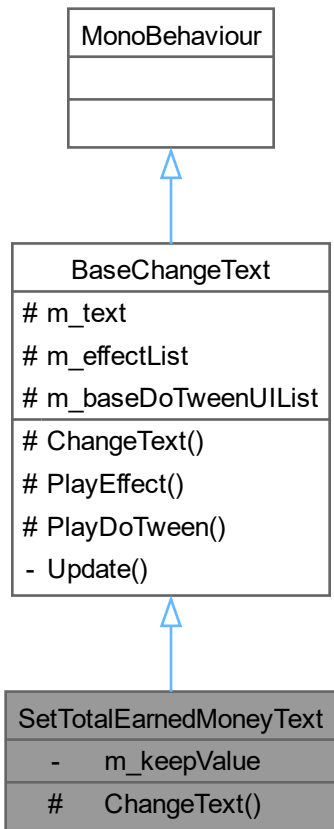 MonoBehaviour
BaseChangeText
# m_text
# m_effectList
# m_baseDoTweenUIList
# ChangeText()
# PlayEffect()
# PlayDoTween()
- Update()
SetTotalEarnedMoneyText
- m_keepValue
# ChangeText()